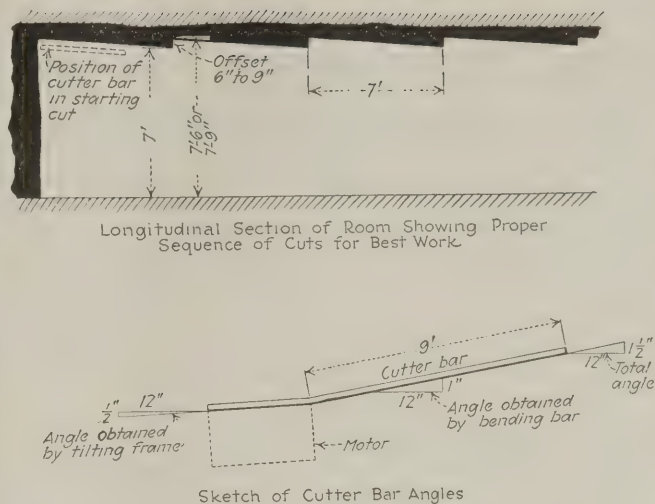 Position of
cutter bar
in starting
cut
Offset
6" to 9"
7'
7'-6" or
7'-9"
7'
Longitudinal Section of Room Showing Proper
Sequence of Cuts for Best Work
9'
Cutter bar
1/2"
12"
Angle obtained
by tilting frame
Motor
12"
1"
Angle obtained
by bending bar
12"
1 1/2"
Total
angle
Sketch of Cutter Bar Angles